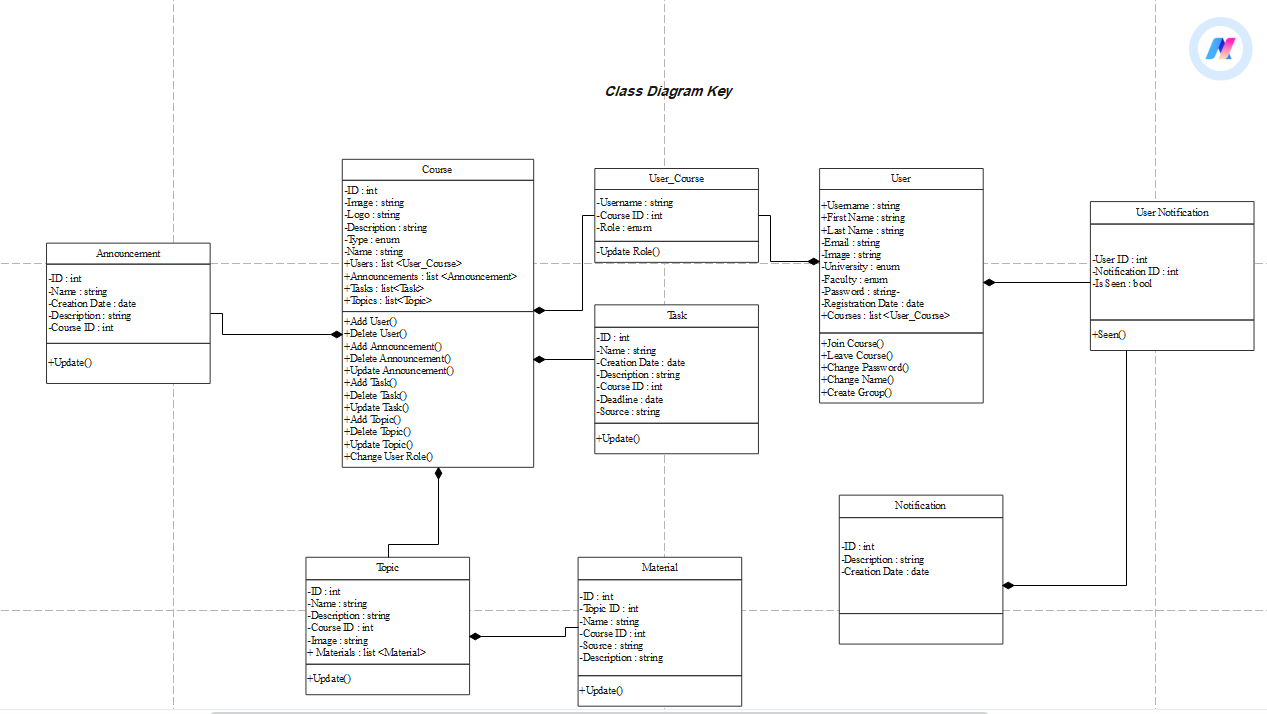 Class Diagram Key
Course
-ID : int
-Image : string
-Logo : string
-Description : string
-Type : enum
-Name : string
+Users : list <User_Course>
+Announcements : list <Announcement>
+Tasks : list<Task>
+Topics : list<Topic>
+Add User()
+Delete User()
+Add Announcement()
+Delete Announcement()
+Update Announcement()
+Add Task()
+Delete Task()
+Update Task()
+Add Topic()
+Delete Topic()
+Update Topic()
+Change User Role()
User_Course
-Username : string
-Course ID : int
-Role : enum
-Update Role()
User
+Username : string
+First Name : string
+Last Name : string
-Email : string
-Image : string
-University : enum
-Faculty : enum
-Password : string-
-Registration Date : date
+Courses : list <User_Course>
+Join Course()
+Leave Course()
+Change Password()
+Change Name()
+Create Group()
User Notification
-User ID : int
-Notification ID : int
-Is Seen : bool
+Seen()
Announcement
-ID : int
-Name : string
-Creation Date : date
-Description : string
-Course ID : int
+Update()
Task
-ID : int
-Name : string
-Creation Date : date
-Description : string
-Course ID : int
-Deadline : date
-Source : string
+Update()
Notification
-ID : int
-Description : string
-Creation Date : date
Topic
-ID : int
-Name : string
-Description : string
-Course ID : int
-Image : string
+ Materials : list <Material>
+Update()
Material
-ID : int
-Topic ID : int
-Name : string
-Course ID : int
-Source : string
-Description : string
+Update()